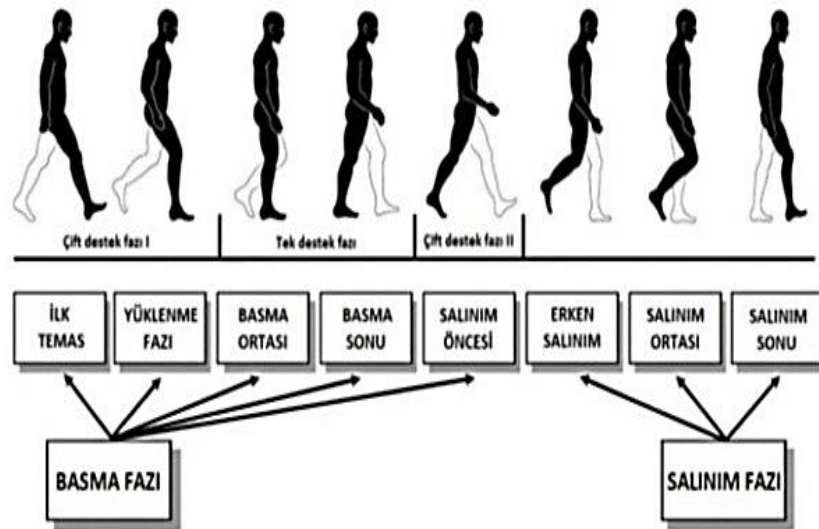 Çift destek fazı I
Tek destek fazı
Çift destek fazı II
İLK
TEMAS
YÜKLENME
FAZI
BASMA
ORTASI
BASMA
SONU
SALINIM
ÖNCESİ
ERKEN
SALINIM
SALINIM
ORTASI
SALINIM
SONU
BASMA FAZI
SALINIM FAZI